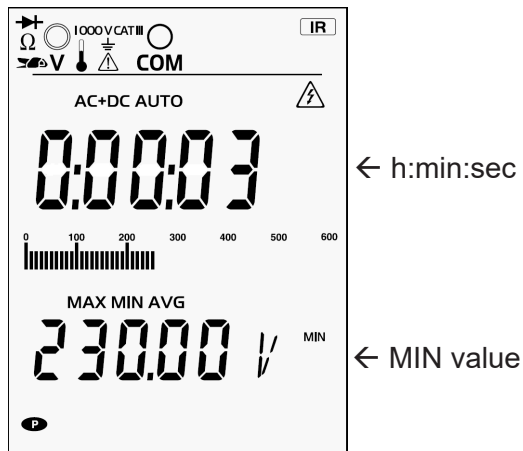 1000 V CAT III
IR
Ω
V
COM
AC+DC AUTO
0:00:03
← h:min:sec
0 100 200 300 400 500 600
MAX MIN AVG
230.00 V MIN
← MIN value
P